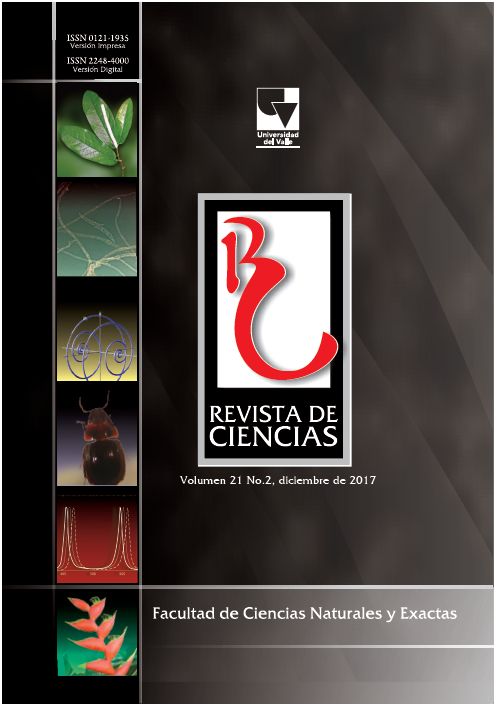 ISSN 0121-1935
Versión Impresa
ISSN 2248-4000
Versión Digital
Universidad
del Valle
REVISTA DE
CIENCIAS
Volumen 21 No.2, diciembre de 2017
Facultad de Ciencias Naturales y Exactas